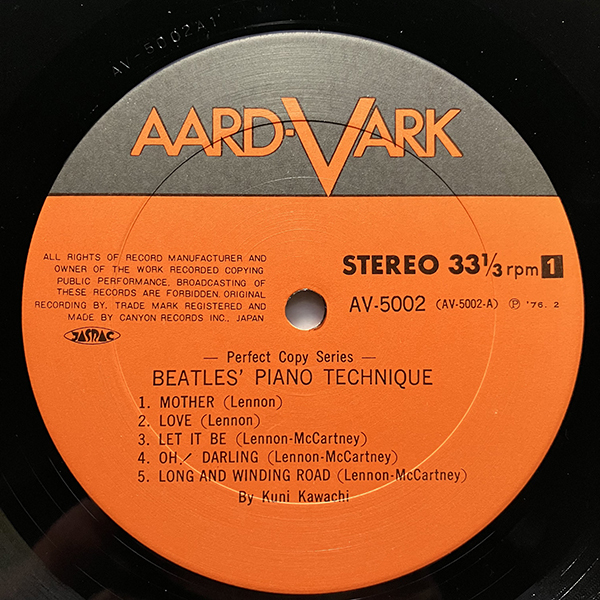 AV-5002A1
AARD-VARK
ALL RIGHTS OF RECORD MANUFACTURER AND
OWNER OF THE WORK RECORDED COPYING
PUBLIC PERFORMANCE, BROADCASTING OF
THESE RECORDS ARE FORBIDDEN. ORIGINAL
RECORDING BY. TRADE MARK REGISTERED AND
MADE BY CANYON RECORDS INC., JAPAN
JASRAC
STEREO 33 1/3 rpm 1
AV-5002 (AV-5002-A) Ⓟ '76. 2
— Perfect Copy Series —
BEATLES' PIANO TECHNIQUE
1. MOTHER (Lennon)
2. LOVE (Lennon)
3. LET IT BE (Lennon-McCartney)
4. OH! DARLING (Lennon-McCartney)
5. LONG AND WINDING ROAD (Lennon-McCartney)
By Kuni Kawachi